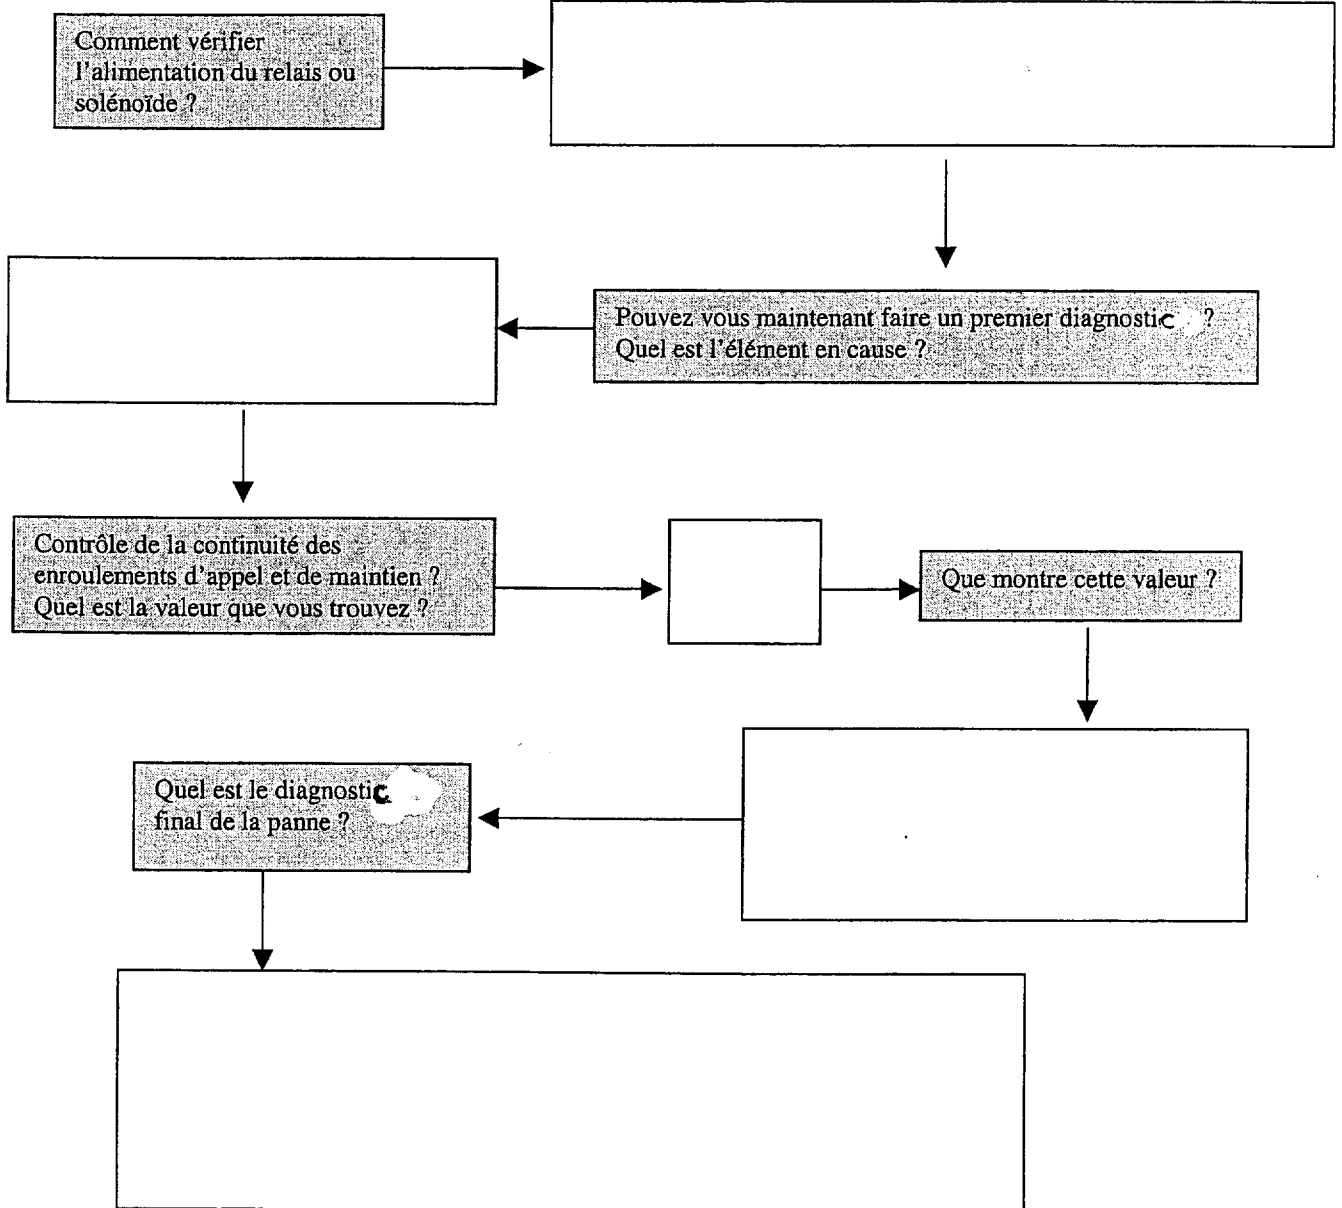 Comment vérifier
l'alimentation du relais ou
solénoïde ?
Pouvez vous maintenant faire un premier diagnostic ?
Quel est l'élément en cause ?
Contrôle de la continuité des
enroulements d'appel et de maintien ?
Quel est la valeur que vous trouvez ?
Que montre cette valeur ?
Quel est le diagnostic
final de la panne ?